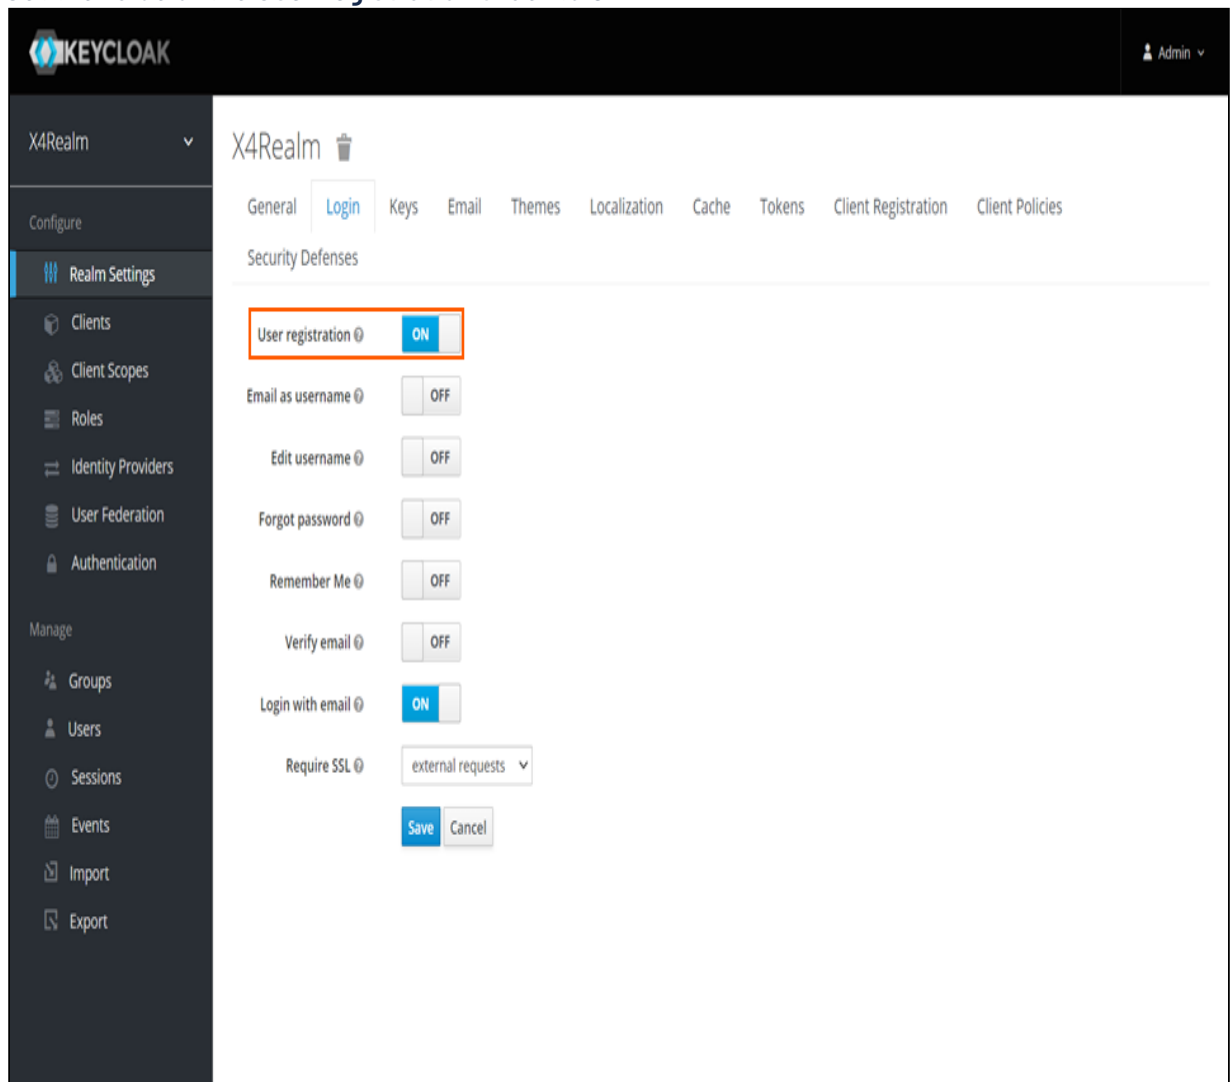 KEYCLOAK
Admin
X4Realm
Configure
Realm Settings
Clients
Client Scopes
Roles
Identity Providers
User Federation
Authentication
Manage
Groups
Users
Sessions
Events
Import
Export
X4Realm
General Login Keys Email Themes Localization Cache Tokens Client Registration Client Policies
Security Defenses
User registration ON
Email as username OFF
Edit username OFF
Forgot password OFF
Remember Me OFF
Verify email OFF
Login with email ON
Require SSL external requests
Save Cancel